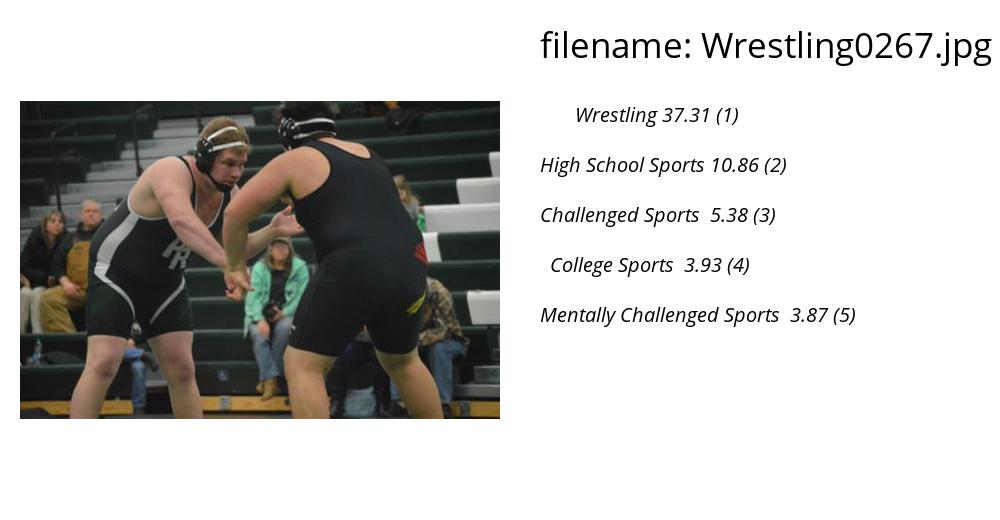 filename: Wrestling0267.jpg
Wrestling 37.31 (1)
High School Sports 10.86 (2)
Challenged Sports 5.38 (3)
College Sports 3.93 (4)
Mentally Challenged Sports 3.87 (5)